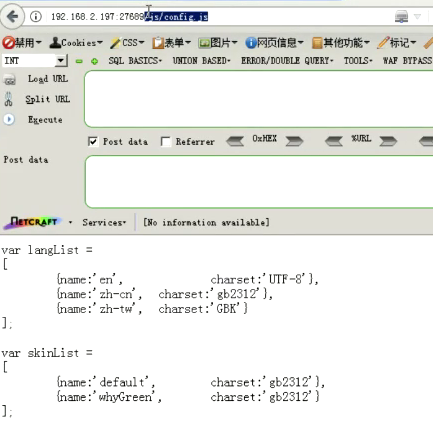 192.168.2.197:27689/js/config.js
禁用 Cookies CSS 表单 图片 网页信息 其他功能 标记
INT SQL BASICS UNION BASED ERROR/DOUBLE QUERY TOOLS WAF BYPASS
Load URL
Split URL
Execute
Post data Referrer 0xHEX %URL
Post data
NETCRAFT Services [No information available]
var langList =
[
{name:'en', charset:'UTF-8'},
{name:'zh-cn', charset:'gb2312'},
{name:'zh-tw', charset:'GBK'}
];
var skinList =
[
{name:'default', charset:'gb2312'},
{name:'whyGreen', charset:'gb2312'}
];